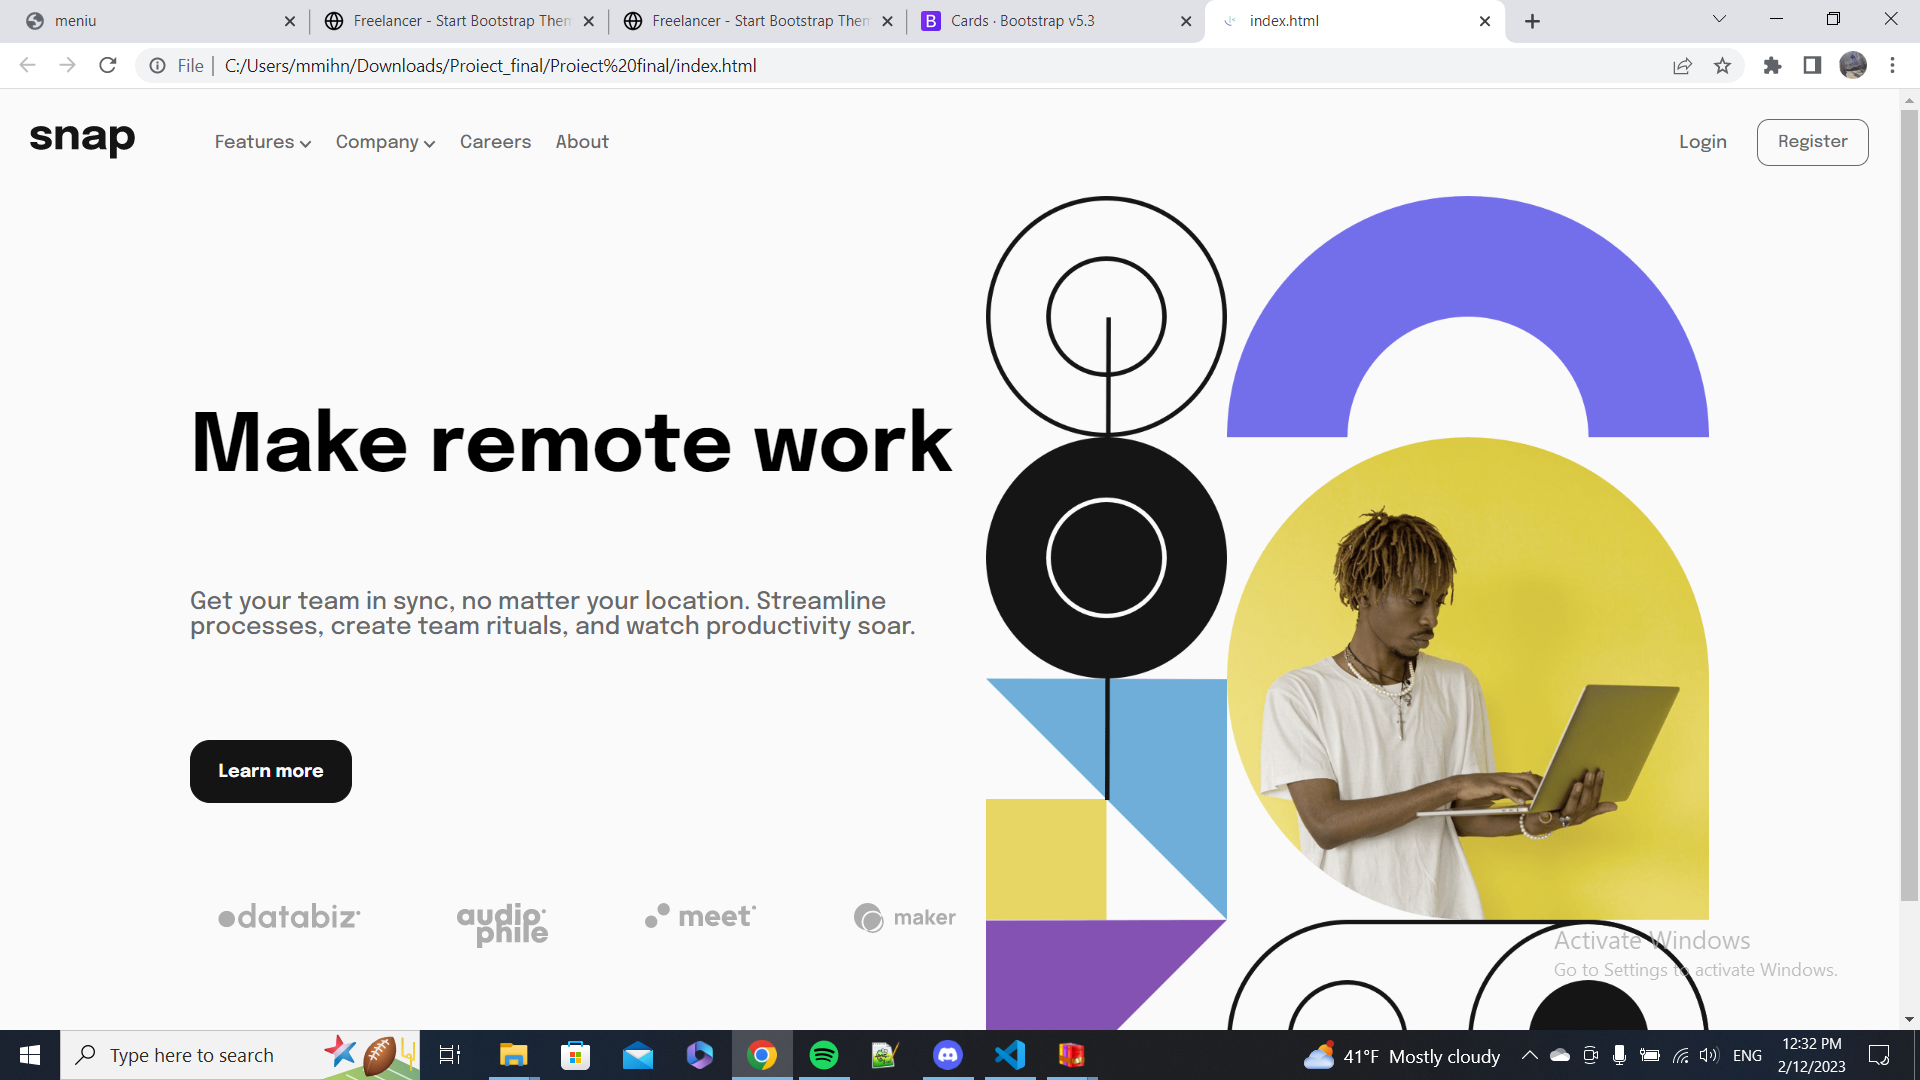 meniu
Freelancer - Start Bootstrap Them
Freelancer - Start Bootstrap Them
B
Cards · Bootstrap v5.3
index.html
File
C:/Users/mmihn/Downloads/Proiect_final/Proiect%20final/index.html
snap
Features
Company
Careers
About
Login
Register
Make remote work
Get your team in sync, no matter your location. Streamline
processes, create team rituals, and watch productivity soar.
Learn more
databiz
audio
phile
meet
maker
Activate Windows
Go to Settings to activate Windows.
Type here to search
41°F Mostly cloudy
ENG
12:32 PM
2/12/2023